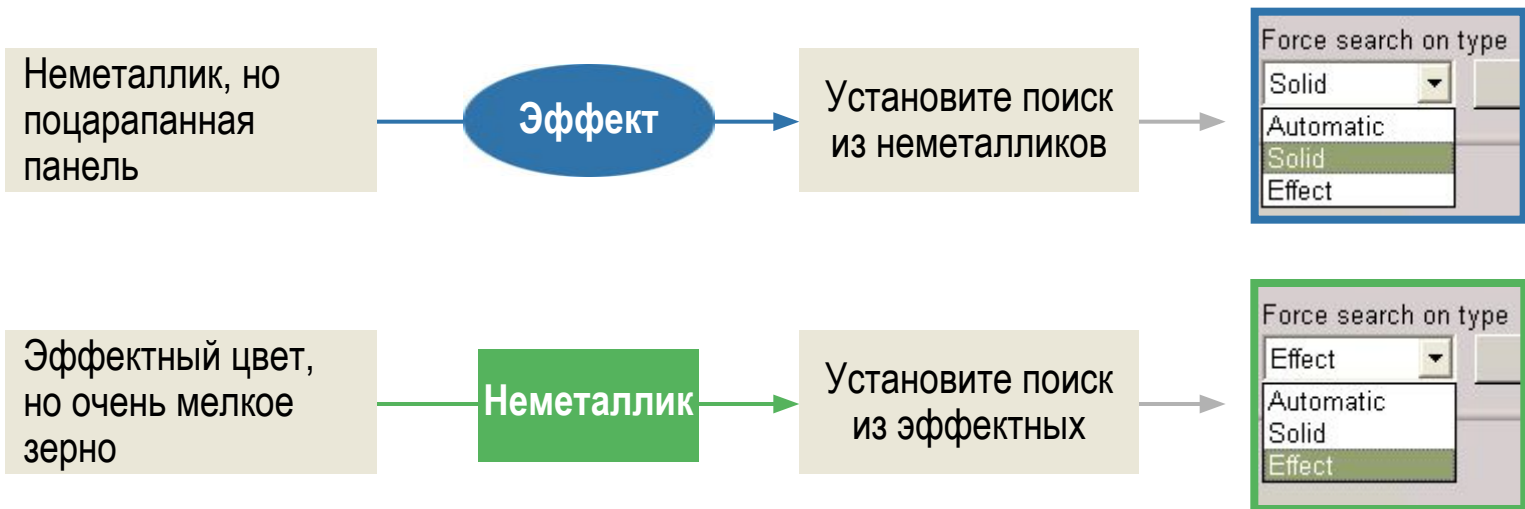 Неметаллик, но
поцарапанная
панель
Эффект
Установите поиск
из неметалликов
Force search on type
Solid
Automatic
Solid
Effect
Эффектный цвет,
но очень мелкое
зерно
Неметаллик
Установите поиск
из эффектных
Force search on type
Effect
Automatic
Solid
Effect